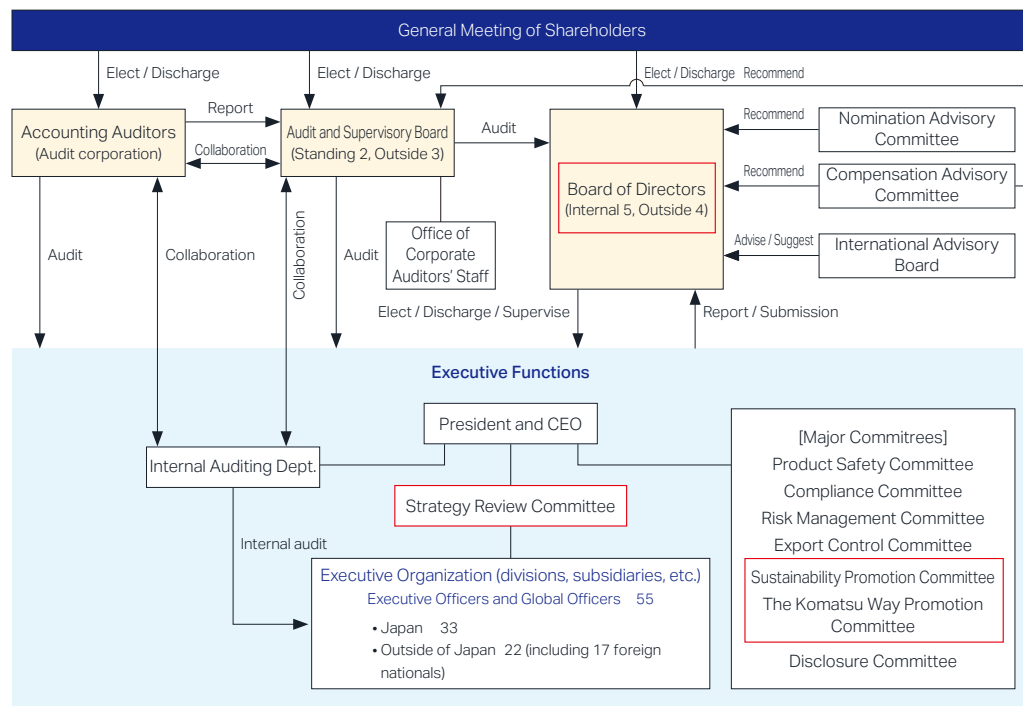 General Meeting of Shareholders
Elect / Discharge
Elect / Discharge
Elect / Discharge
Recommend
Accounting Auditors
(Audit corporation)
Report
Collaboration
Audit and Supervisory Board
(Standing 2, Outside 3)
Audit
Board of Directors
(Internal 5, Outside 4)
Recommend
Nomination Advisory
Committee
Recommend
Compensation Advisory
Committee
Advise / Suggest
International Advisory
Board
Office of
Corporate
Auditors' Staff
Audit
Collaboration
Collaboration
Audit
Elect / Discharge / Supervise
Report / Submission
Executive Functions
President and CEO
Internal Auditing Dept.
Strategy Review Committee
Internal audit
Executive Organization (divisions, subsidiaries, etc.)
Executive Officers and Global Officers 55
• Japan 33
• Outside of Japan 22 (including 17 foreign
nationals)
[Major Commitrees]
Product Safety Committee
Compliance Committee
Risk Management Committee
Export Control Committee
Sustainability Promotion Committee
The Komatsu Way Promotion
Committee
Disclosure Committee